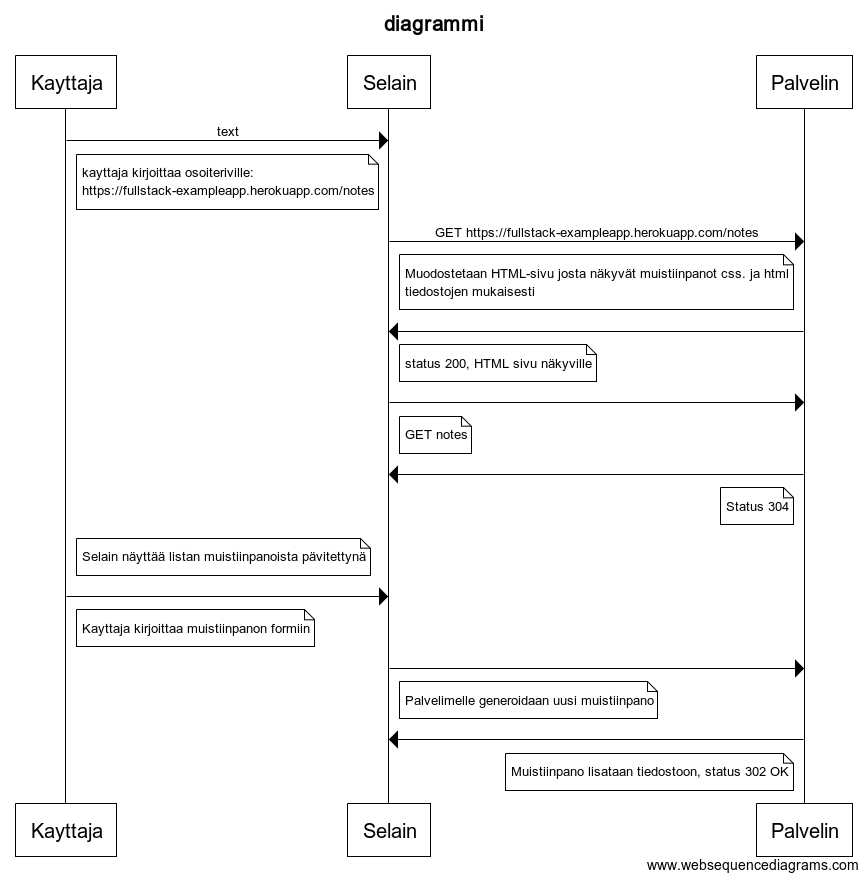 diagrammi
Kayttaja
Selain
Palvelin
text
kayttaja kirjoittaa osoiteriville:
https://fullstack-exampleapp.herokuapp.com/notes
GET https://fullstack-exampleapp.herokuapp.com/notes
Muodostetaan HTML-sivu josta näkyvät muistiinpanot css. ja html
tiedostojen mukaisesti
status 200, HTML sivu näkyville
GET notes
Status 304
Selain näyttää listan muistiinpanoista pävitettynä
Kayttaja kirjoittaa muistiinpanon formiin
Palvelimelle generoidaan uusi muistiinpano
Muistiinpano lisataan tiedostoon, status 302 OK
Kayttaja
Selain
Palvelin
www.websequencediagrams.com